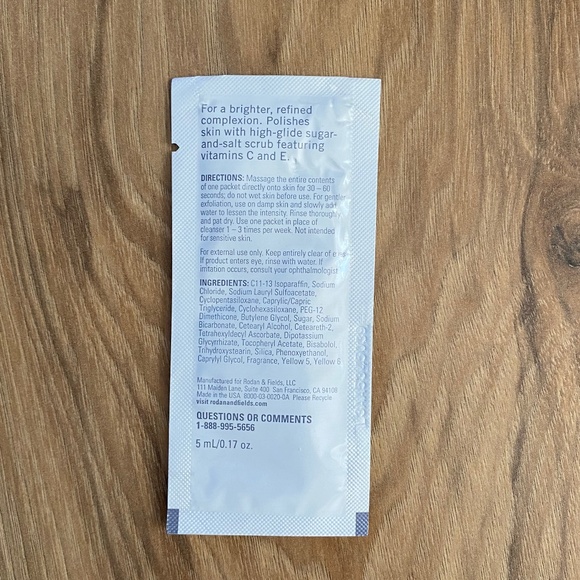 For a brighter, refined
complexion. Polishes
skin with high-glide sugar-
and-salt scrub featuring
vitamins C and E.
DIRECTIONS: Massage the entire contents
of one packet directly onto skin for 30 – 60
seconds; do not wet skin before use. For gentler
exfoliation, use on damp skin and slowly add
water to lessen the intensity. Rinse thoroughly
and pat dry. Use one packet in place of
cleanser 1 – 3 times per week. Not intended
for sensitive skin.
For external use only. Keep entirely clear of eyes.
If product enters eye, rinse with water. If
irritation occurs, consult your ophthalmologist.
INGREDIENTS: C11-13 Isoparaffin, Sodium
Chloride, Sodium Lauryl Sulfoacetate,
Cyclopentasiloxane, Caprylic/Capric
Triglyceride, Cyclohexasiloxane, PEG-12
Dimethicone, Butylene Glycol, Sugar, Sodium
Bicarbonate, Cetearyl Alcohol, Ceteareth-2,
Tetrahexyldecyl Ascorbate, Dipotassium
Glycyrrhizate, Tocopheryl Acetate, Bisabolol,
Trihydroxystearin, Silica, Phenoxyethanol,
Caprylyl Glycol, Fragrance, Yellow 5, Yellow 6
Manufactured for Rodan & Fields, LLC
111 Maiden Lane, Suite 400 San Francisco, CA 94108
Made in the USA 8000-03-0620-0A Please Recycle
visit rodanandfields.com
QUESTIONS OR COMMENTS
1-888-995-5656
5 mL/0.17 oz.